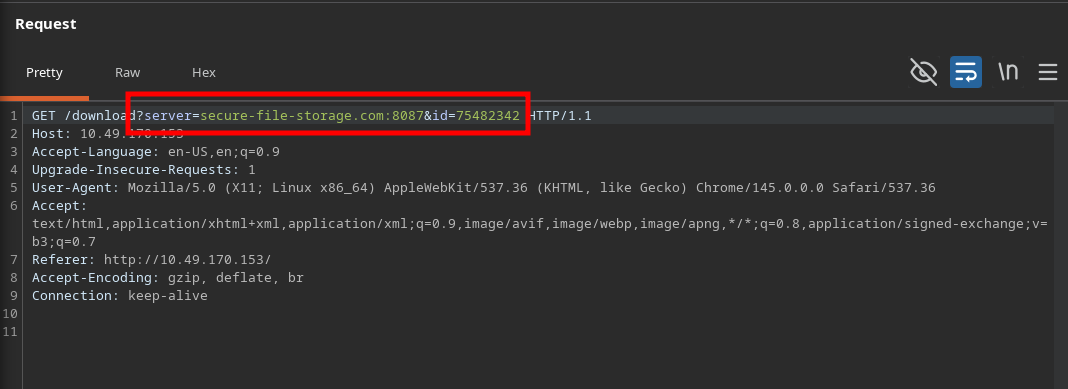 Request
Pretty Raw Hex
\n
1 GET /download?server=secure-file-storage.com:8087&id=75482342 HTTP/1.1
2 Host: 10.49.170.153
3 Accept-Language: en-US,en;q=0.9
4 Upgrade-Insecure-Requests: 1
5 User-Agent: Mozilla/5.0 (X11; Linux x86_64) AppleWebKit/537.36 (KHTML, like Gecko) Chrome/145.0.0.0 Safari/537.36
6 Accept:
text/html,application/xhtml+xml,application/xml;q=0.9,image/avif,image/webp,image/apng,*/*;q=0.8,application/signed-exchange;v=
b3;q=0.7
7 Referer: http://10.49.170.153/
8 Accept-Encoding: gzip, deflate, br
9 Connection: keep-alive
10
11